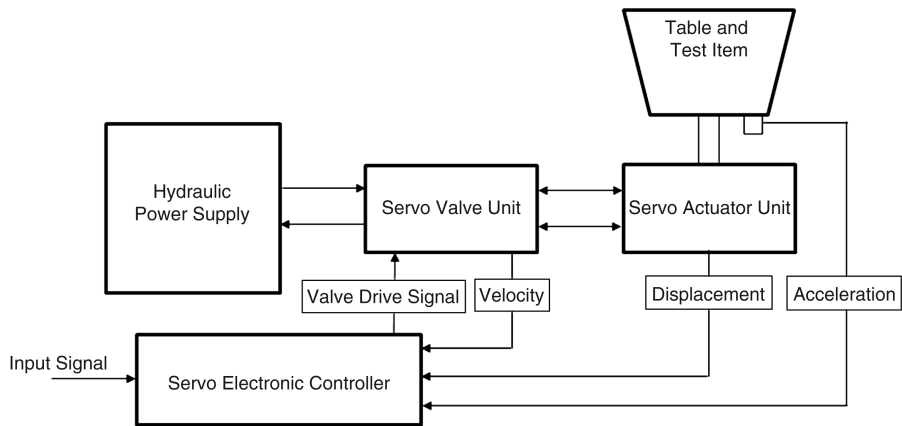 Table and
Test Item
Hydraulic
Power Supply
Servo Valve Unit
Servo Actuator Unit
Valve Drive Signal
Velocity
Displacement
Acceleration
Input Signal
Servo Electronic Controller